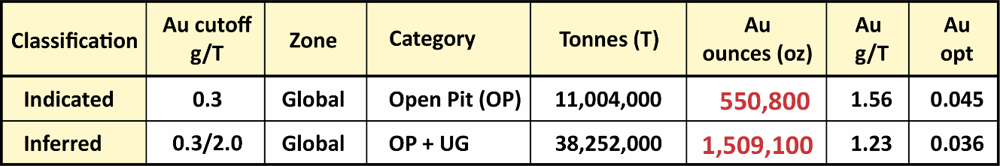 Classification Au cutoff g/T Zone Category Tonnes (T) Au ounces (oz) Au g/T Au opt
Indicated 0.3 Global Open Pit (OP) 11,004,000 550,800 1.56 0.045
Inferred 0.3/2.0 Global OP + UG 38,252,000 1,509,100 1.23 0.036